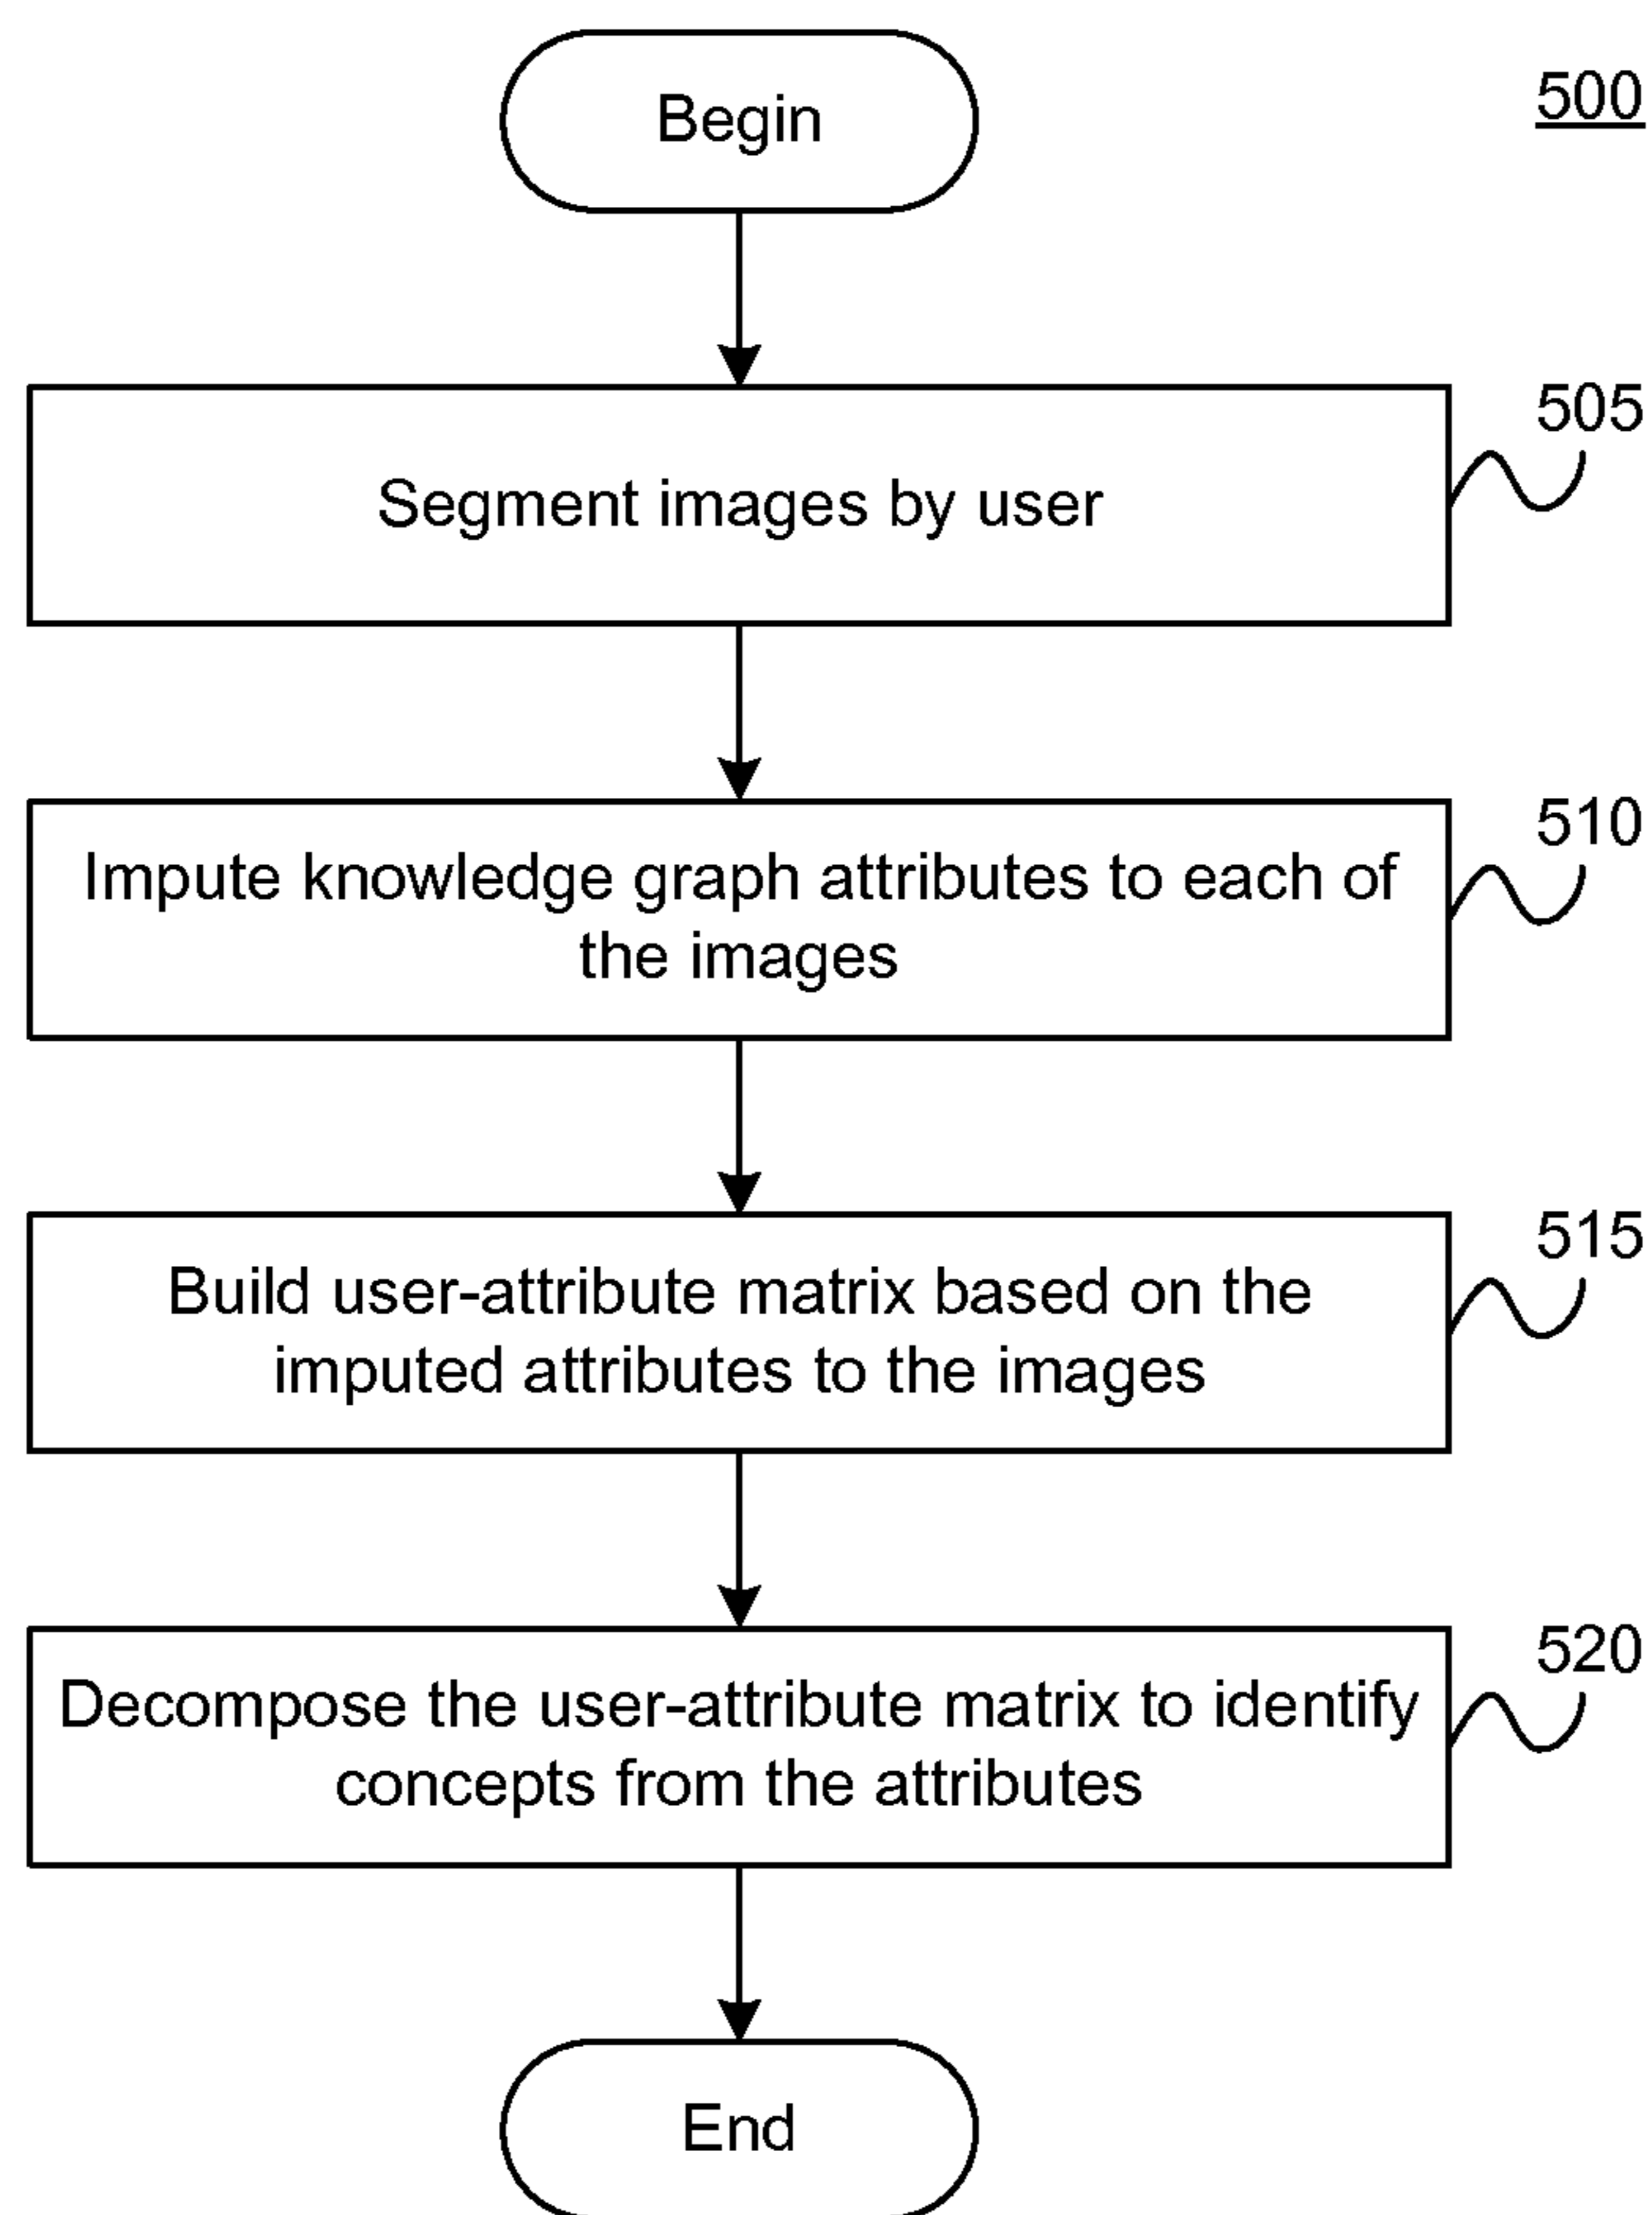 Begin
500
505
Segment images by user
510
Impute knowledge graph attributes to each of
the images
515
Build user-attribute matrix based on the
imputed attributes to the images
520
Decompose the user-attribute matrix to identify
concepts from the attributes
End